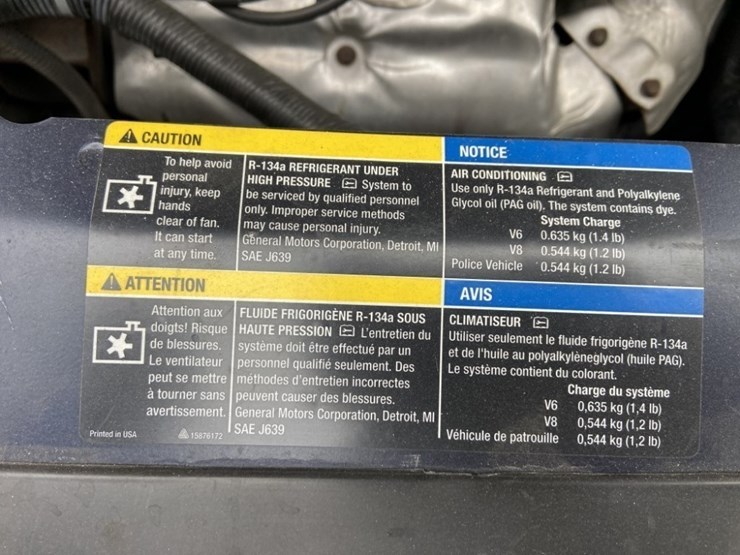 CAUTION
To help avoid
personal
injury, keep
hands
clear of fan.
It can start
at any time.
R-134a REFRIGERANT UNDER
HIGH PRESSURE System to
be serviced by qualified personnel
only. Improper service methods
may cause personal injury.
General Motors Corporation, Detroit, MI
SAE J639
NOTICE
AIR CONDITIONING
Use only R-134a Refrigerant and Polyalkylene
Glycol oil (PAG oil). The system contains dye.
System Charge
V6 0.635 kg (1.4 lb)
V8 0.544 kg (1.2 lb)
Police Vehicle 0.544 kg (1.2 lb)
ATTENTION
Attention aux
doigts! Risque
de blessures.
Le ventilateur
peut se mettre
à tourner sans
avertissement.
FLUIDE FRIGORIGÈNE R-134a SOUS
HAUTE PRESSION L'entretien du
système doit être effectué par un
personnel qualifié seulement. Des
méthodes d'entretien incorrectes
peuvent causer des blessures.
General Motors Corporation, Detroit, MI
SAE J639
AVIS
CLIMATISEUR
Utiliser seulement le fluide frigorigène R-134a
et de l'huile au polyalkylèneglycol (huile PAG).
Le système contient du colorant.
Charge du système
V6 0,635 kg (1,4 lb)
V8 0,544 kg (1,2 lb)
Véhicule de patrouille 0,544 kg (1,2 lb)
Printed in USA
15876172